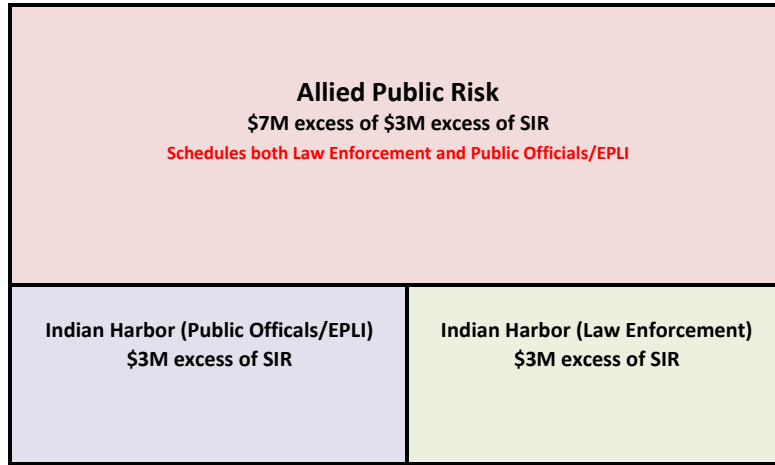 Allied Public Risk
$7M excess of $3M excess of SIR
Schedules both Law Enforcement and Public Officials/EPLI
Indian Harbor (Public Officals/EPLI)
$3M excess of SIR
Indian Harbor (Law Enforcement)
$3M excess of SIR